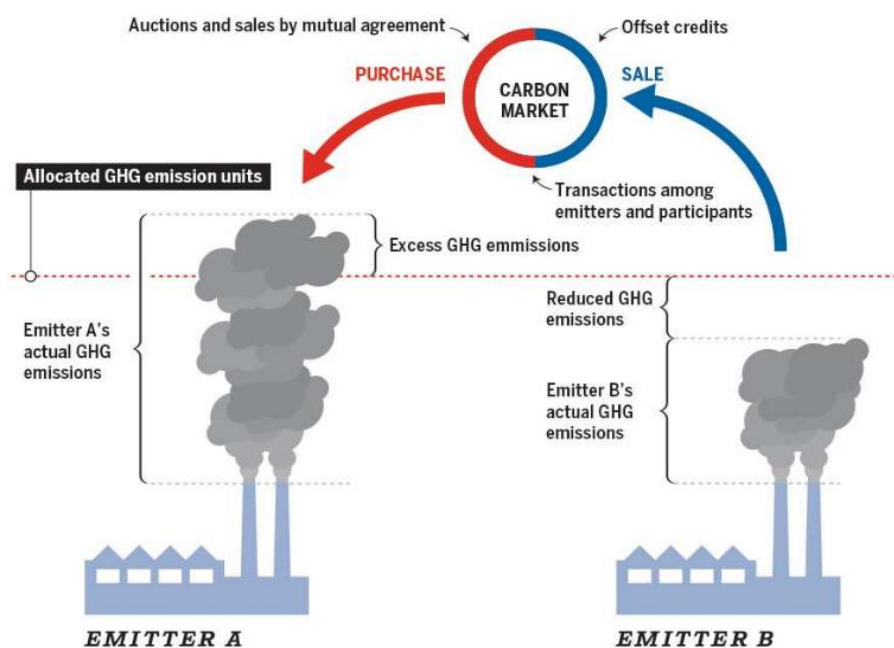 Auctions and sales by mutual agreement
Offset credits
PURCHASE
CARBON
MARKET
SALE
Allocated GHG emission units
Transactions among
emitters and participants
Excess GHG emmissions
Reduced GHG
emissions
Emitter A's
actual GHG
emissions
Emitter B's
actual GHG
emissions
EMITTER A
EMITTER B